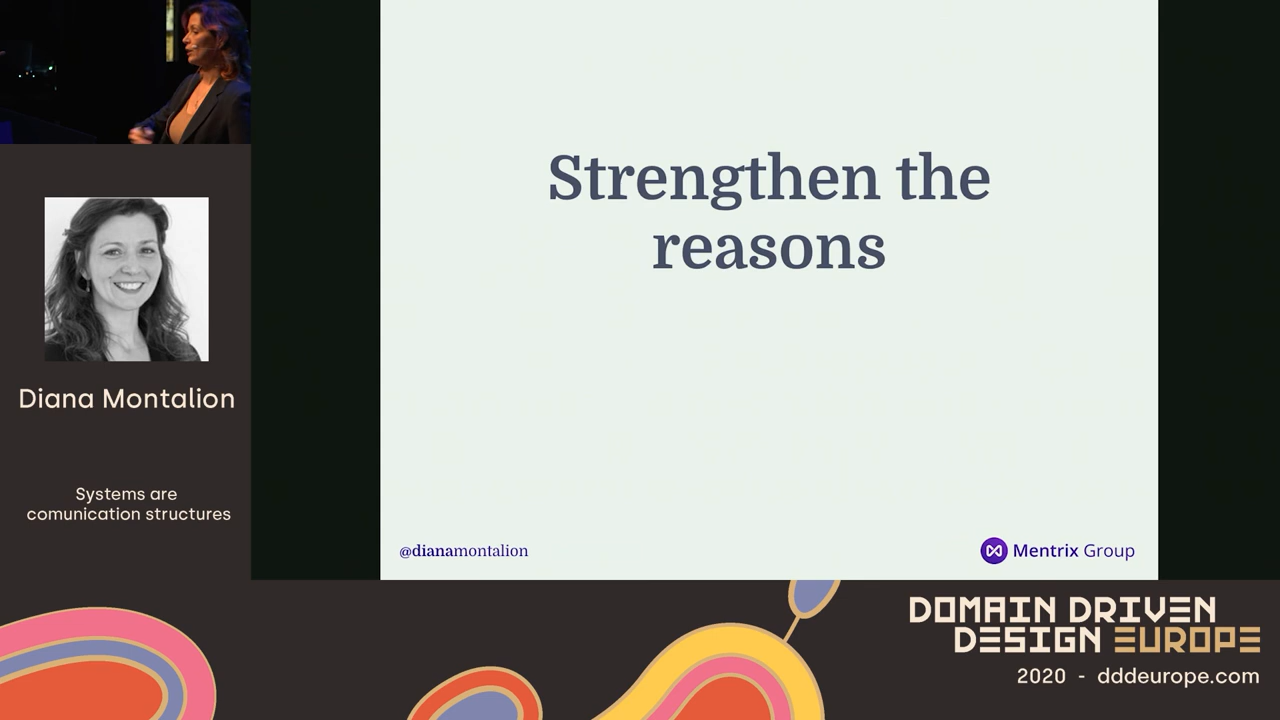 Strengthen the
reasons
@dianamontalion
Mentrix Group
Diana Montalion
Systems are
comunication structures
DOMAIN DRIVEN
DESIGN EUROPE
2020 - dddeurope.com